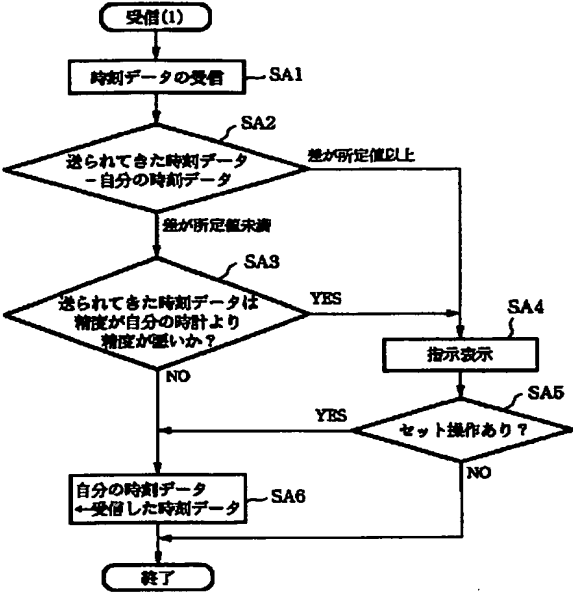 受信(1)
時刻データの受信
SA1
SA2
送られてきた時刻データ
－自分の時刻データ
差が所定値以上
差が所定値未満
SA3
送られてきた時刻データは
精度が自分の時計より
精度が悪いか？
YES
NO
SA4
指示表示
SA5
セット操作あり？
YES
NO
自分の時刻データ
←受信した時刻データ
SA6
終了